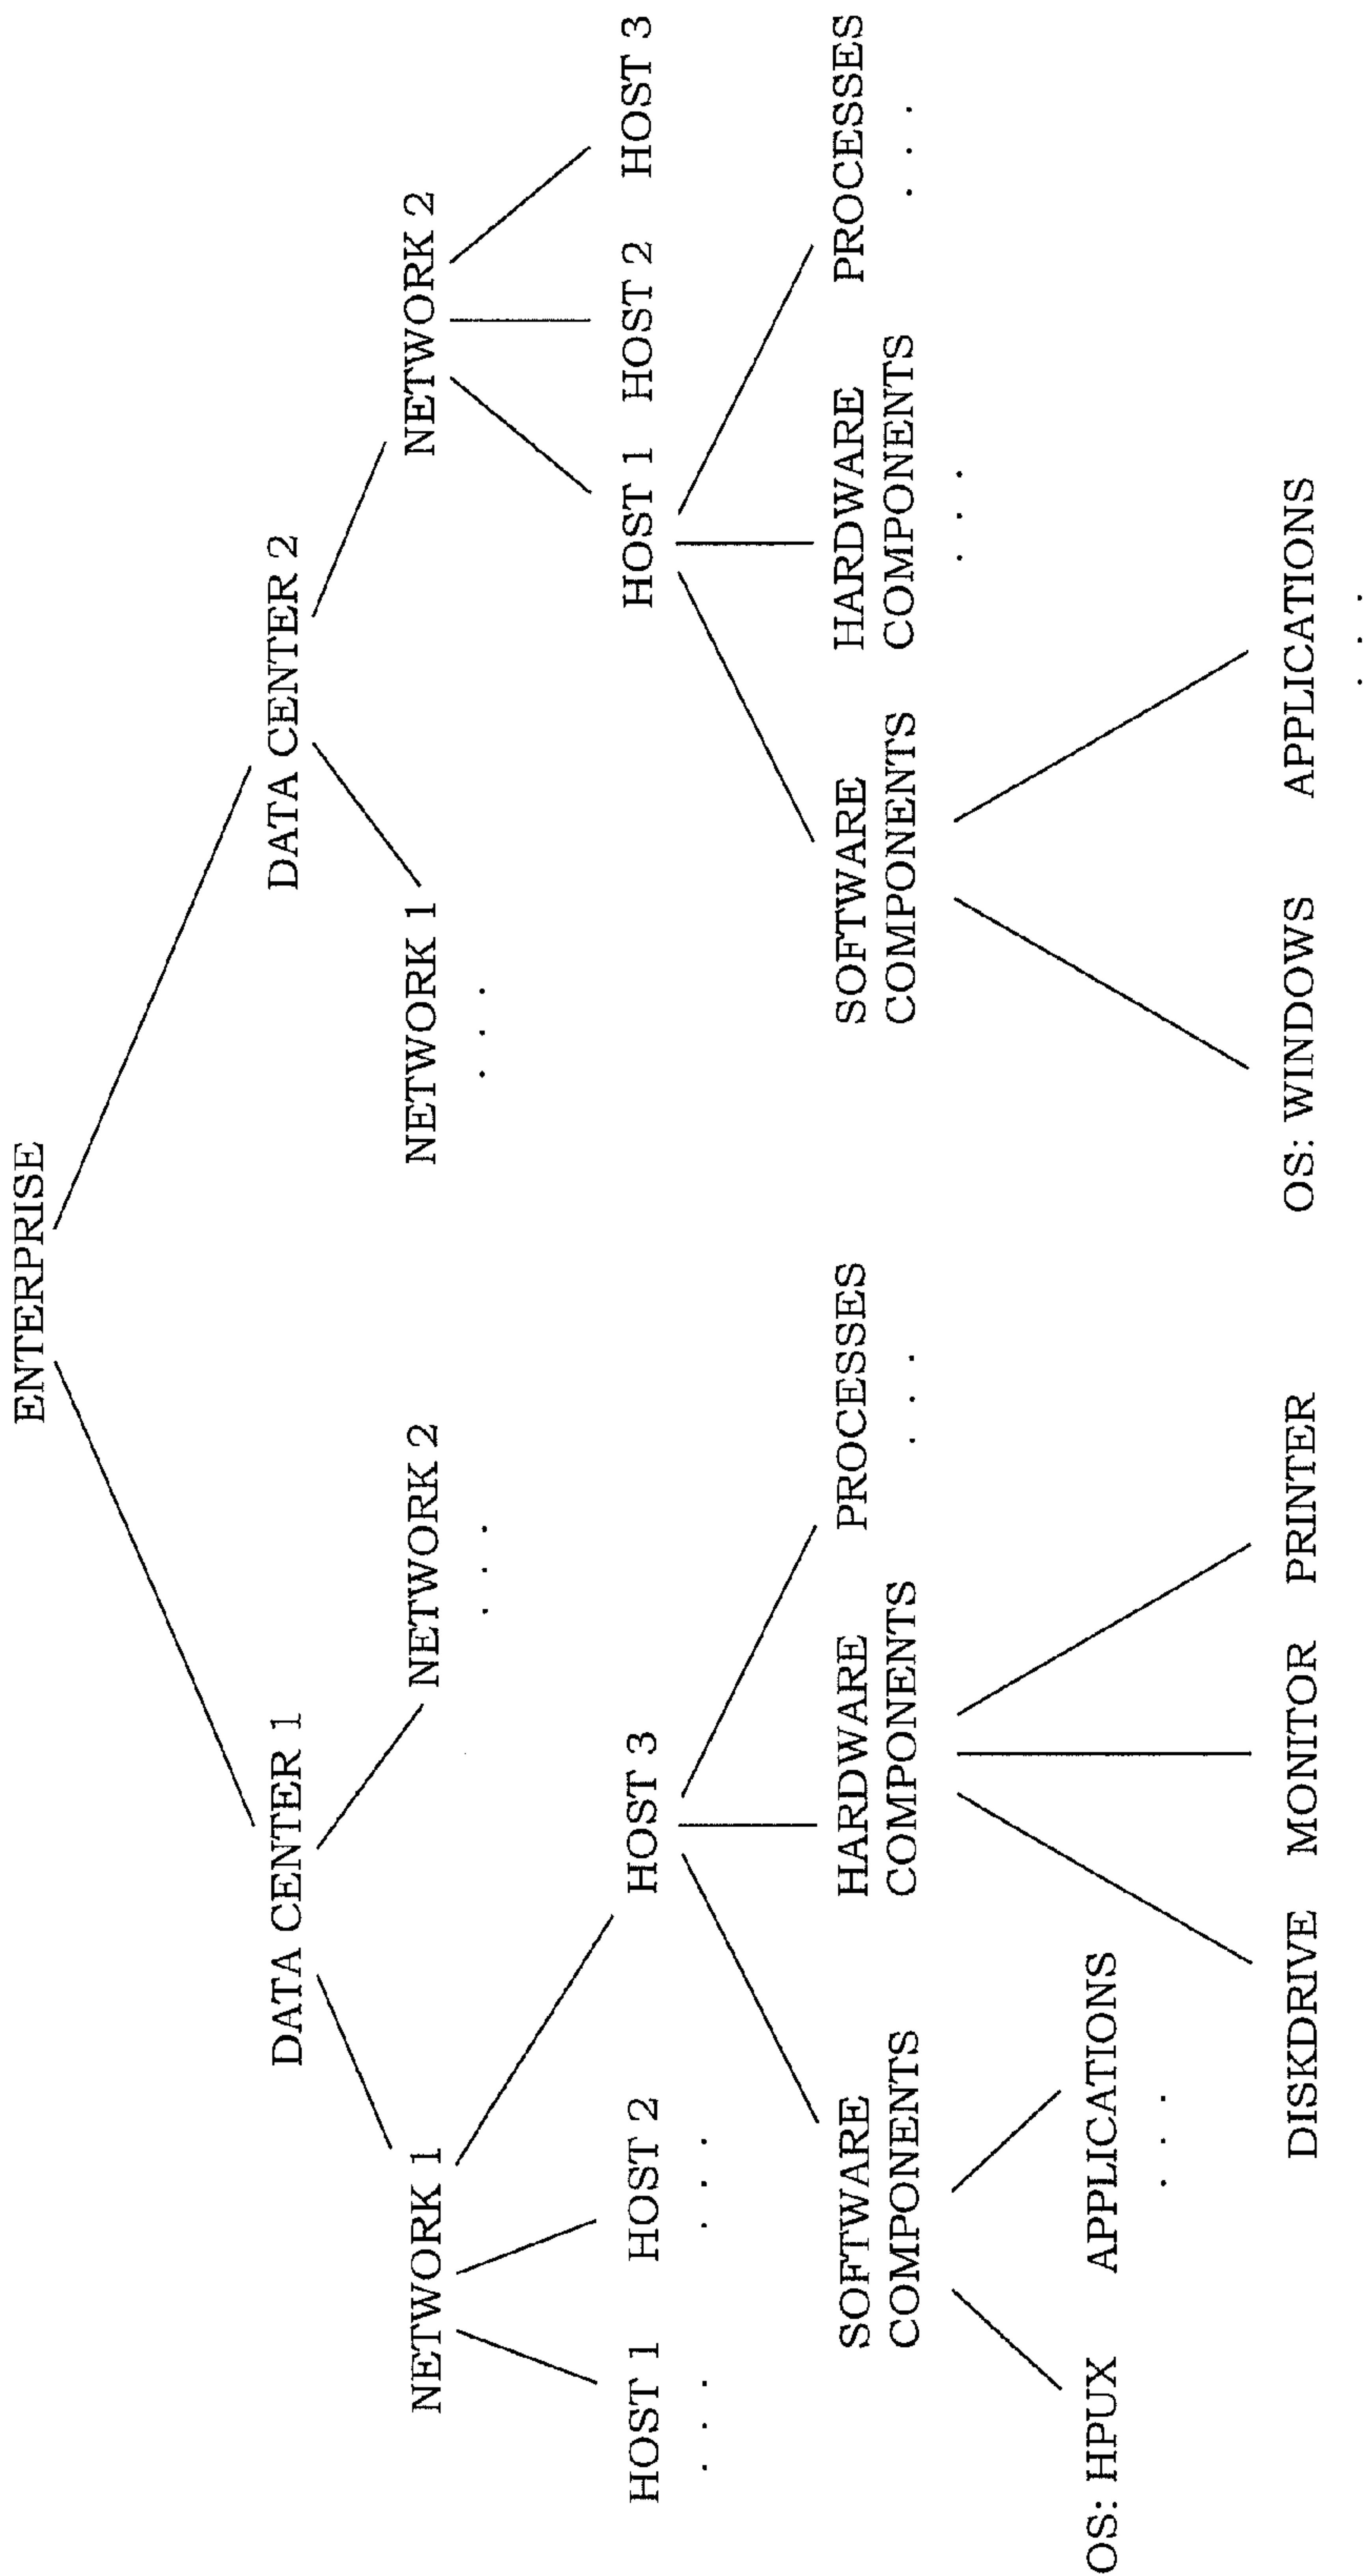 ENTERPRISE
DATA CENTER 1
DATA CENTER 2
NETWORK 1
NETWORK 2
. . .
NETWORK 1
. . .
NETWORK 2
HOST 1
. . .
HOST 2
. . .
HOST 3
HOST 1
HOST 2
HOST 3
SOFTWARE
COMPONENTS
HARDWARE
COMPONENTS
PROCESSES
. . .
SOFTWARE
COMPONENTS
HARDWARE
COMPONENTS
. . .
PROCESSES
. . .
OS: HPUX
APPLICATIONS
. . .
DISKDRIVE
MONITOR
PRINTER
OS: WINDOWS
APPLICATIONS
. . .